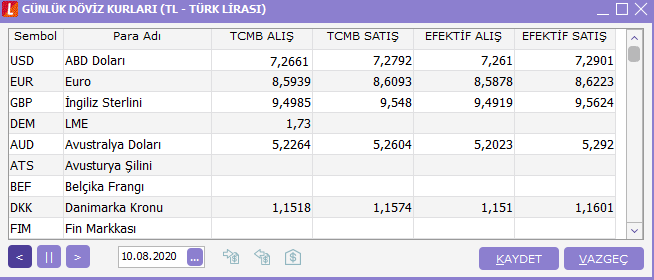 GÜNLÜK DÖVİZ KURLARI (TL - TÜRK LİRASI)
Sembol Para Adı TCMB ALIŞ TCMB SATIŞ EFEKTİF ALIŞ EFEKTİF SATIŞ
USD ABD Doları 7,2661 7,2792 7,261 7,2901
EUR Euro 8,5939 8,6093 8,5878 8,6223
GBP İngiliz Sterlini 9,4985 9,548 9,4919 9,5624
DEM LME 1,73
AUD Avustralya Doları 5,2264 5,2604 5,2023 5,292
ATS Avusturya Şilini
BEF Belçika Frangı
DKK Danimarka Kronu 1,1518 1,1574 1,151 1,1601
FIM Fin Markkası
< || > 10.08.2020 ... KAYDET VAZGEÇ